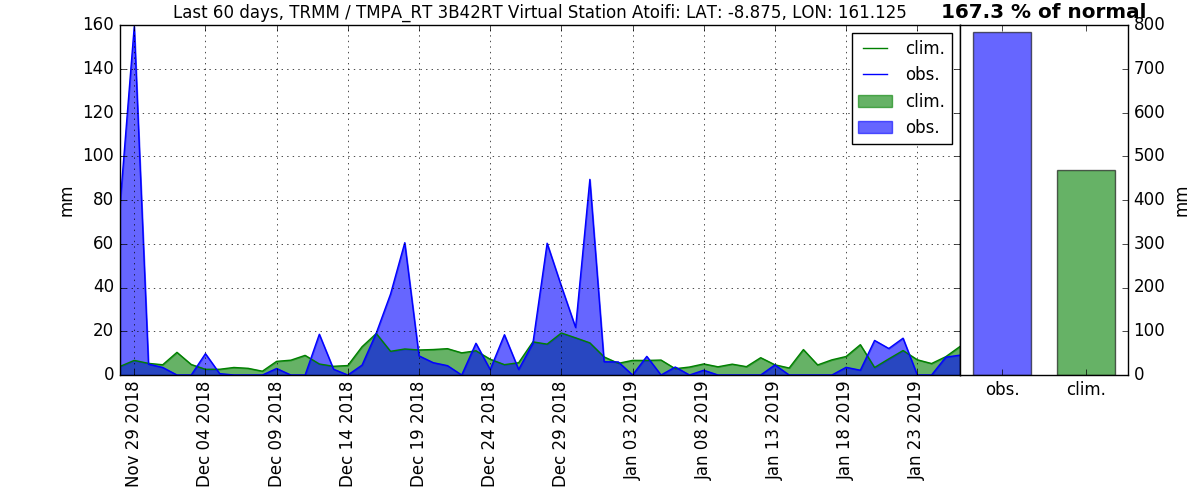 Last 60 days, TRMM / TMPA_RT 3B42RT Virtual Station Atoifi: LAT: -8.875, LON: 161.125
167.3 % of normal
160
140
120
100
80
60
40
20
0
mm
clim.
obs.
clim.
obs.
Nov 29 2018
Dec 04 2018
Dec 09 2018
Dec 14 2018
Dec 19 2018
Dec 24 2018
Dec 29 2018
Jan 03 2019
Jan 08 2019
Jan 13 2019
Jan 18 2019
Jan 23 2019
800
700
600
500
400
300
200
100
0
mm
obs.
clim.